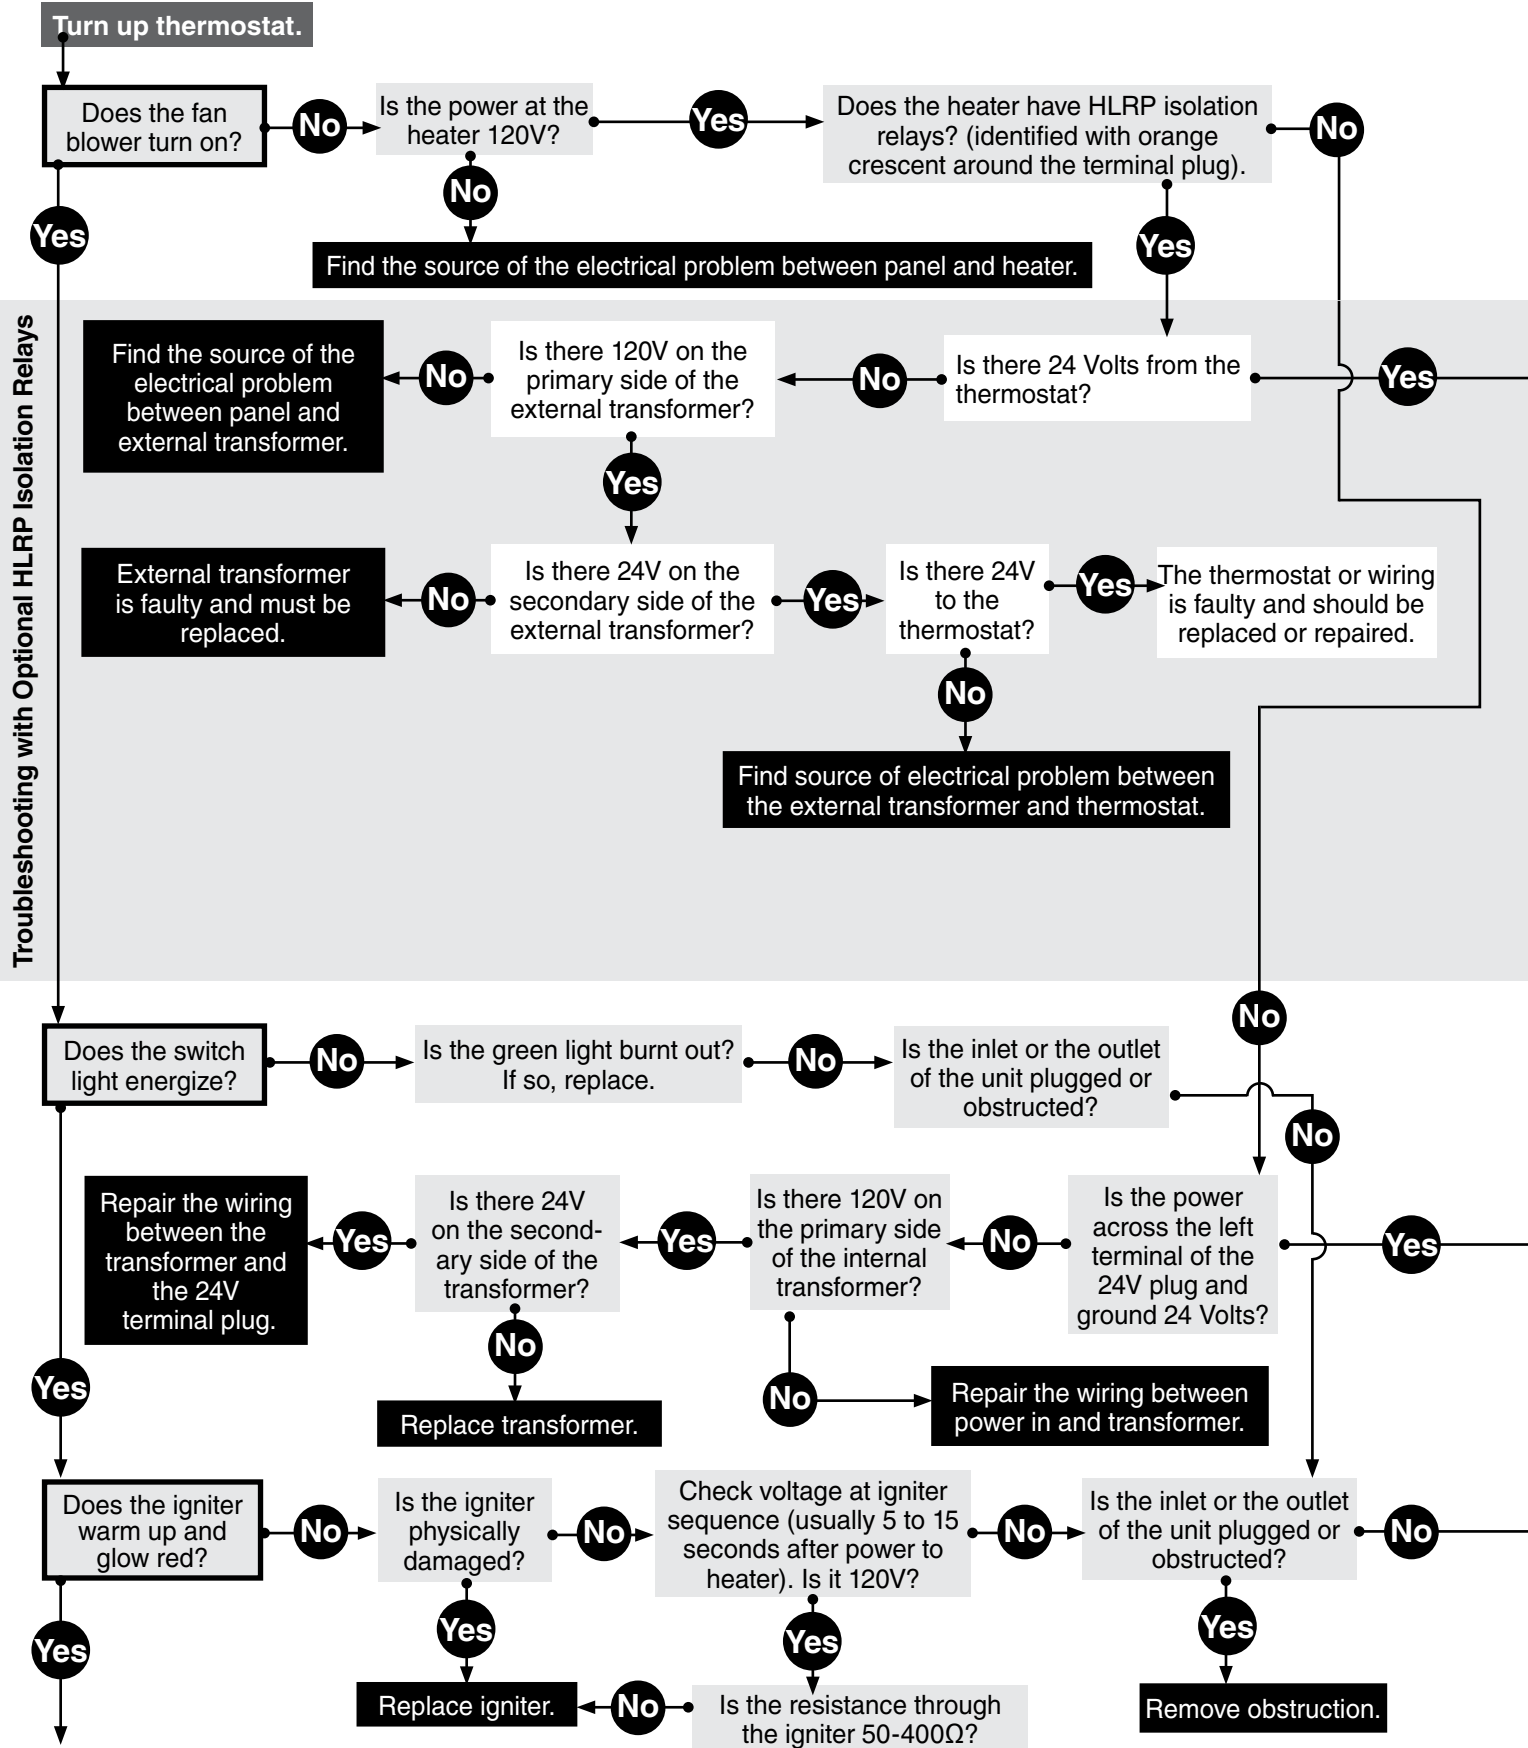 Turn up thermostat.
Does the fan
blower turn on?
No
Is the power at the
heater 120V?
Yes
Does the heater have HLRP isolation
relays? (identified with orange
crescent around the terminal plug).
No
No
Yes
Yes
Find the source of the electrical problem between panel and heater.
Troubleshooting with Optional HLRP Isolation Relays
Find the source of the
electrical problem
between panel and
external transformer.
No
Is there 120V on the
primary side of the
external transformer?
No
Is there 24 Volts from the
thermostat?
Yes
Yes
External transformer
is faulty and must be
replaced.
No
Is there 24V on the
secondary side of the
external transformer?
Yes
Is there 24V
to the
thermostat?
Yes
The thermostat or wiring
is faulty and should be
replaced or repaired.
No
Find source of electrical problem between
the external transformer and thermostat.
No
Does the switch
light energize?
No
Is the green light burnt out?
If so, replace.
No
Is the inlet or the outlet
of the unit plugged or
obstructed?
No
Repair the wiring
between the
transformer and
the 24V
terminal plug.
Yes
Is there 24V
on the second-
ary side of the
transformer?
Yes
Is there 120V on
the primary side
of the internal
transformer?
No
Is the power
across the left
terminal of the
24V plug and
ground 24 Volts?
Yes
No
Yes
No
Repair the wiring between
power in and transformer.
Replace transformer.
Does the igniter
warm up and
glow red?
No
Is the igniter
physically
damaged?
No
Check voltage at igniter
sequence (usually 5 to 15
seconds after power to
heater). Is it 120V?
No
Is the inlet or the outlet
of the unit plugged or
obstructed?
No
Yes
Yes
Yes
Yes
Replace igniter.
No
Is the resistance through
the igniter 50-400Ω?
Remove obstruction.